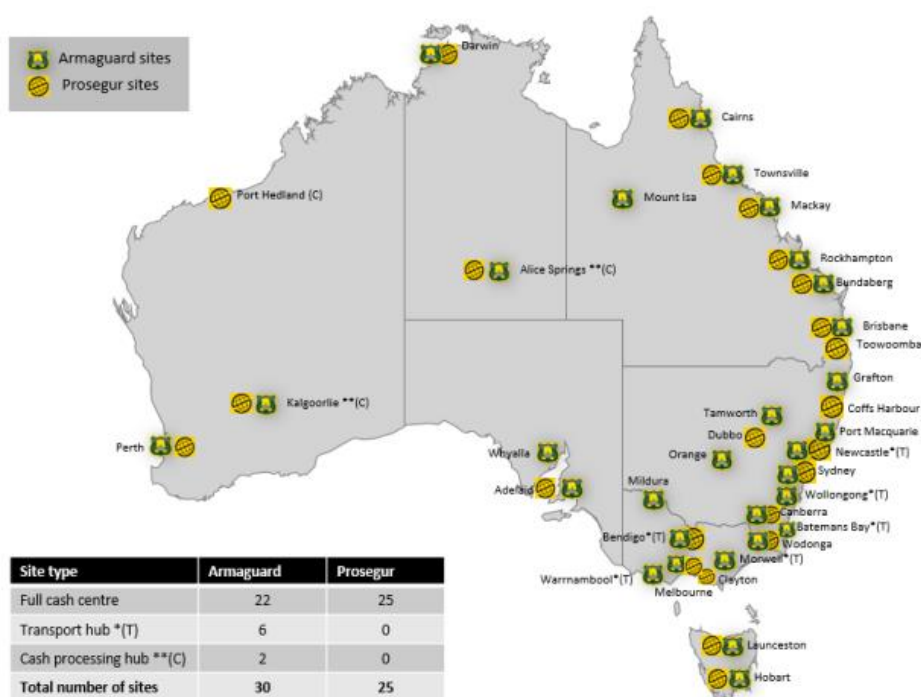 Armaguard sites
Prosegur sites
Darwin
Cairns
Port Hedland (C)
Townsville
Mount Isa
Mackay
Alice Springs **(C)
Rockhampton
Bundaberg
Brisbane
Toowoomba
Grafton
Kalgoorlie **(C)
Coffs Harbour
Tamworth
Port Macquarie
Dubbo
Perth
Newcastle*(T)
Whyalla
Orange
Sydney
Mildura
Adelaid
Wollongong*(T)
Canberra
Batemans Bay*(T)
Bendigo*(T)
Wodonga
Morwell*(T)
Warrnambool*(T)
Clayton
Melbourne
Launceston
Hobart
Site type Armaguard Prosegur
Full cash centre 22 25
Transport hub *(T) 6 0
Cash processing hub **(C) 2 0
Total number of sites 30 25